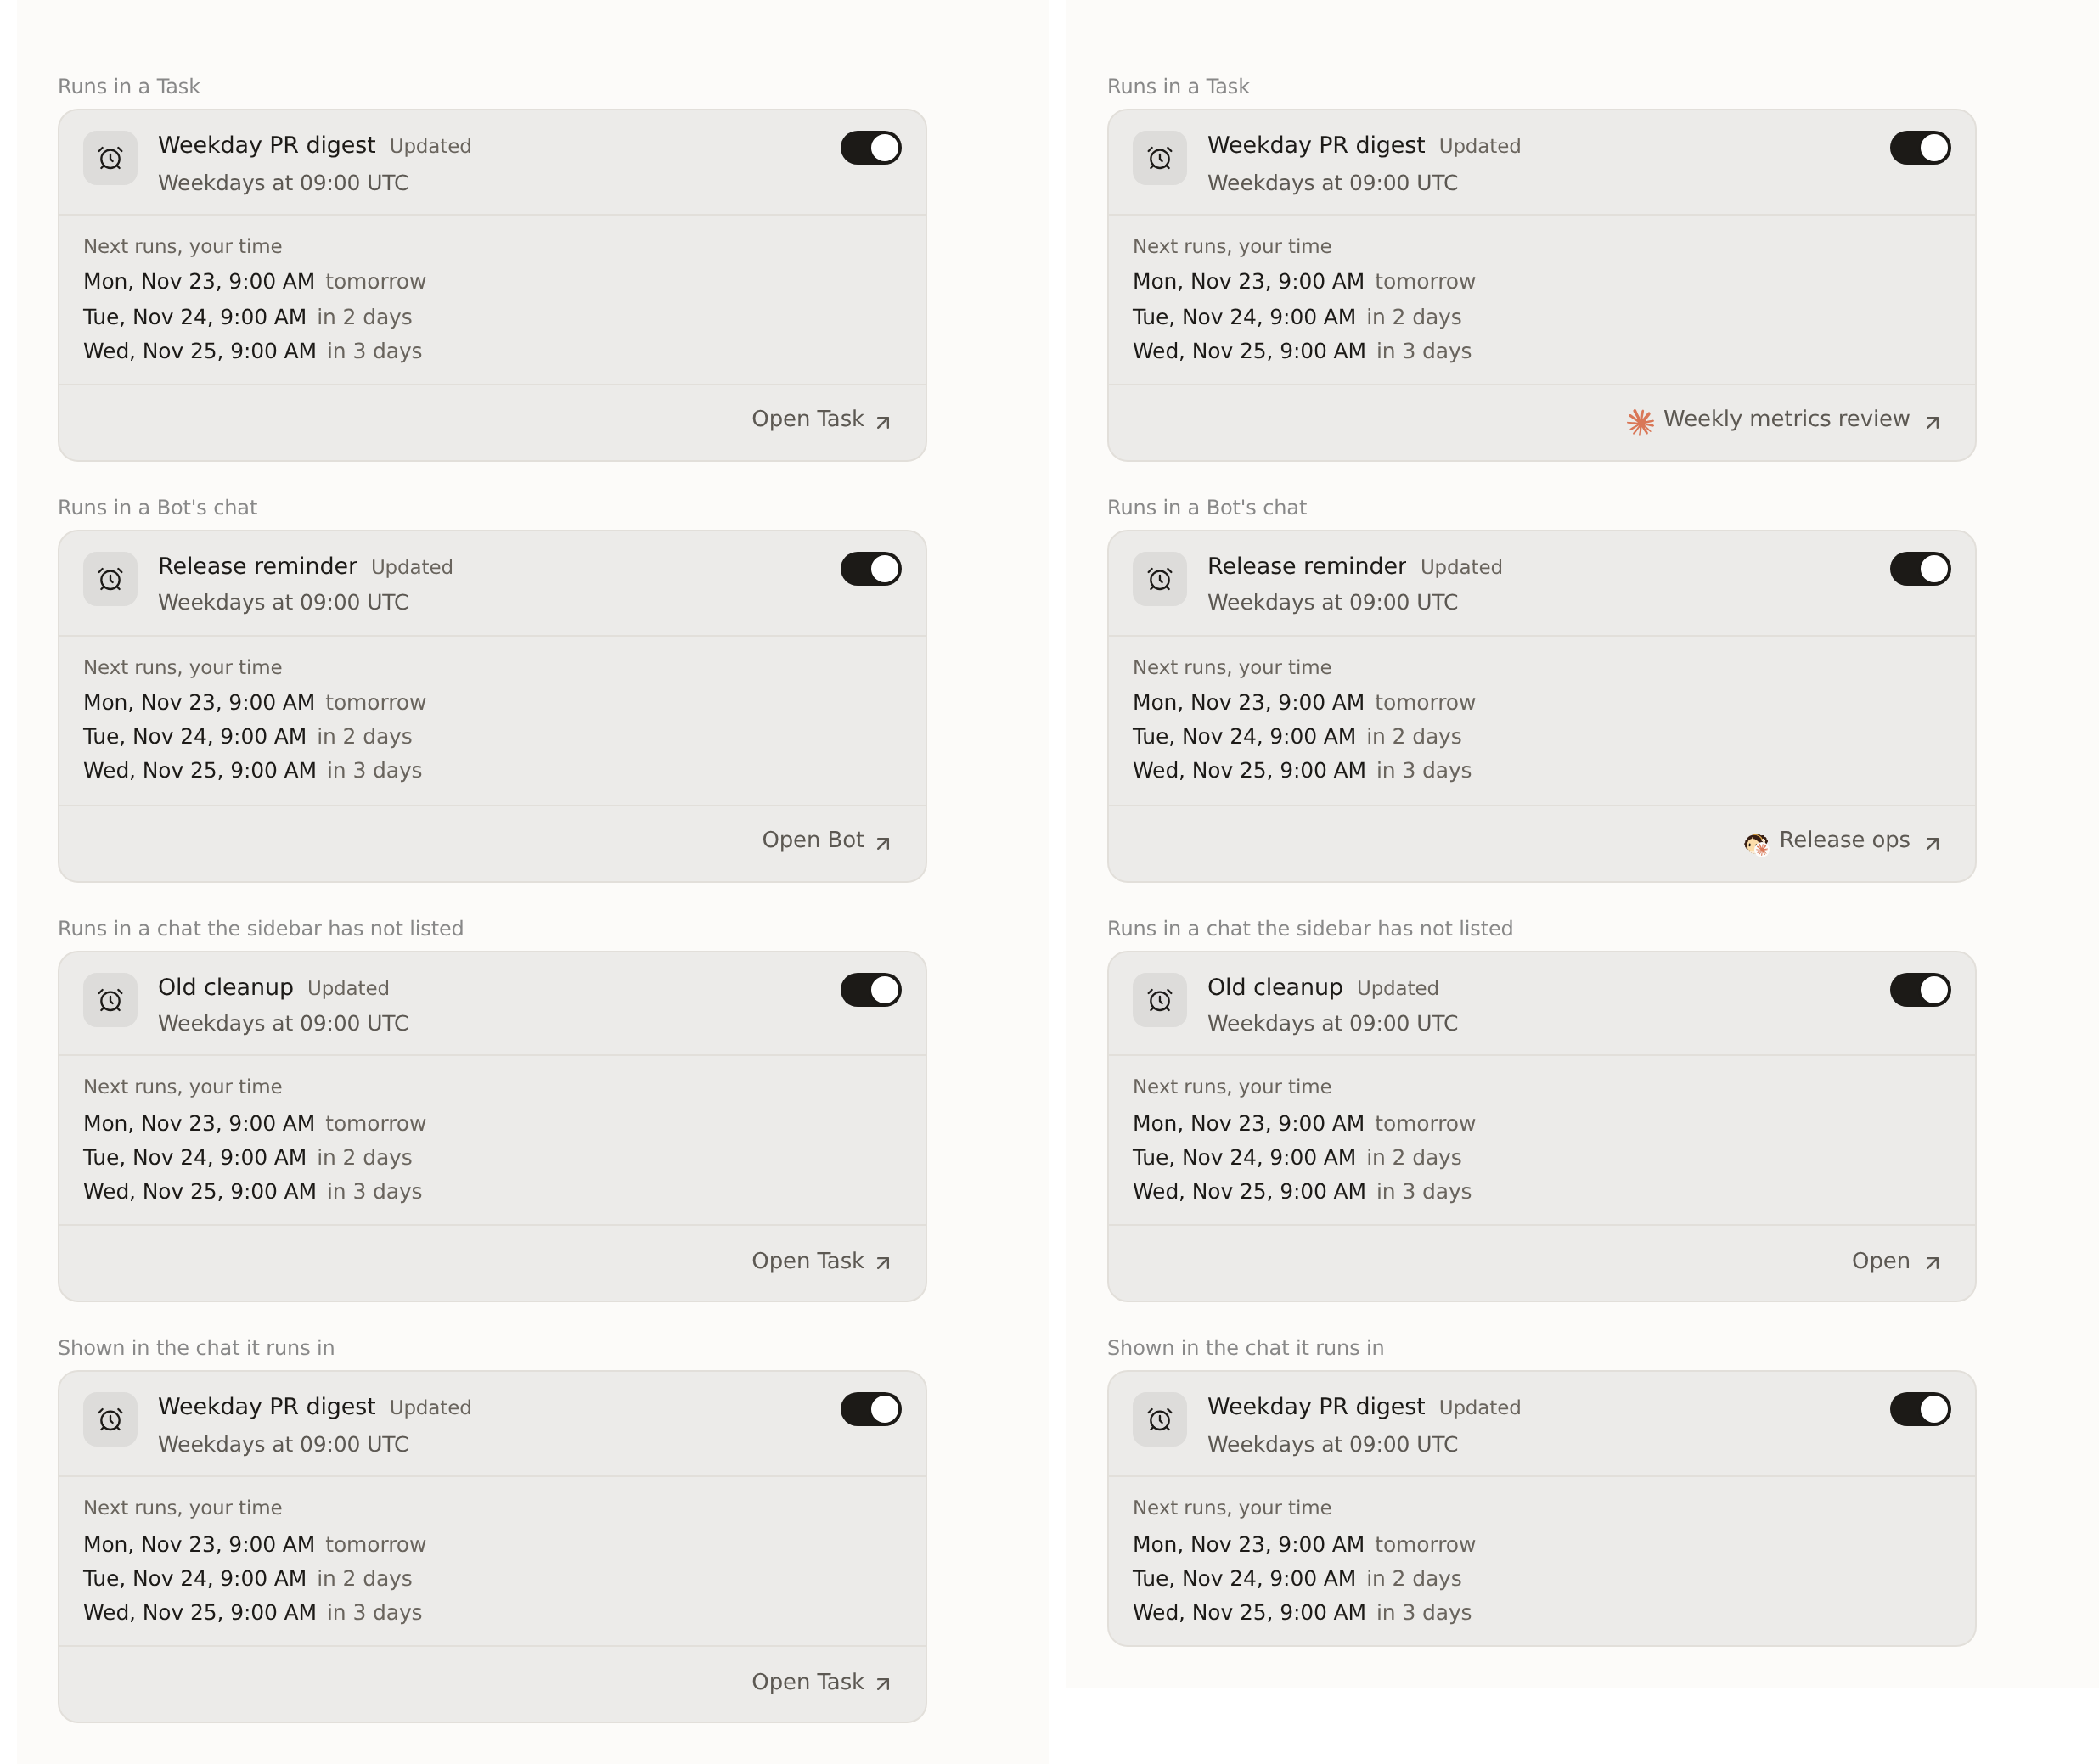 Runs in a Task
Weekday PR digest Updated
Weekdays at 09:00 UTC
Next runs, your time
Mon, Nov 23, 9:00 AM tomorrow
Tue, Nov 24, 9:00 AM in 2 days
Wed, Nov 25, 9:00 AM in 3 days
Open Task
Runs in a Bot's chat
Release reminder Updated
Weekdays at 09:00 UTC
Next runs, your time
Mon, Nov 23, 9:00 AM tomorrow
Tue, Nov 24, 9:00 AM in 2 days
Wed, Nov 25, 9:00 AM in 3 days
Open Bot
Runs in a chat the sidebar has not listed
Old cleanup Updated
Weekdays at 09:00 UTC
Next runs, your time
Mon, Nov 23, 9:00 AM tomorrow
Tue, Nov 24, 9:00 AM in 2 days
Wed, Nov 25, 9:00 AM in 3 days
Open Task
Shown in the chat it runs in
Weekday PR digest Updated
Weekdays at 09:00 UTC
Next runs, your time
Mon, Nov 23, 9:00 AM tomorrow
Tue, Nov 24, 9:00 AM in 2 days
Wed, Nov 25, 9:00 AM in 3 days
Open Task
Runs in a Task
Weekday PR digest Updated
Weekdays at 09:00 UTC
Next runs, your time
Mon, Nov 23, 9:00 AM tomorrow
Tue, Nov 24, 9:00 AM in 2 days
Wed, Nov 25, 9:00 AM in 3 days
Weekly metrics review
Runs in a Bot's chat
Release reminder Updated
Weekdays at 09:00 UTC
Next runs, your time
Mon, Nov 23, 9:00 AM tomorrow
Tue, Nov 24, 9:00 AM in 2 days
Wed, Nov 25, 9:00 AM in 3 days
Release ops
Runs in a chat the sidebar has not listed
Old cleanup Updated
Weekdays at 09:00 UTC
Next runs, your time
Mon, Nov 23, 9:00 AM tomorrow
Tue, Nov 24, 9:00 AM in 2 days
Wed, Nov 25, 9:00 AM in 3 days
Open
Shown in the chat it runs in
Weekday PR digest Updated
Weekdays at 09:00 UTC
Next runs, your time
Mon, Nov 23, 9:00 AM tomorrow
Tue, Nov 24, 9:00 AM in 2 days
Wed, Nov 25, 9:00 AM in 3 days